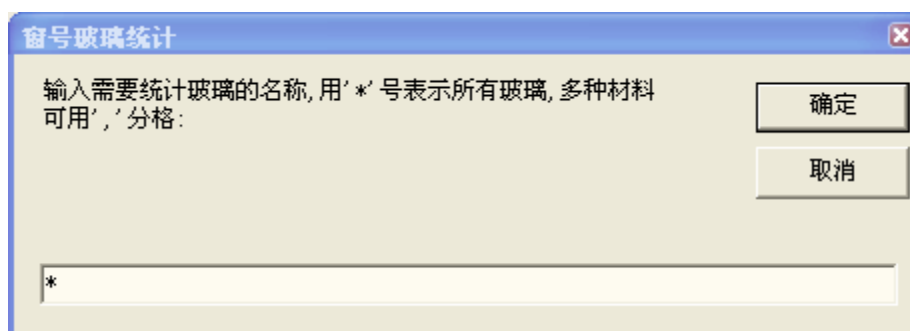 窗号玻璃统计
输入需要统计玻璃的名称,用'*'号表示所有玻璃,多种材料
可用','分格:
确定
取消
*